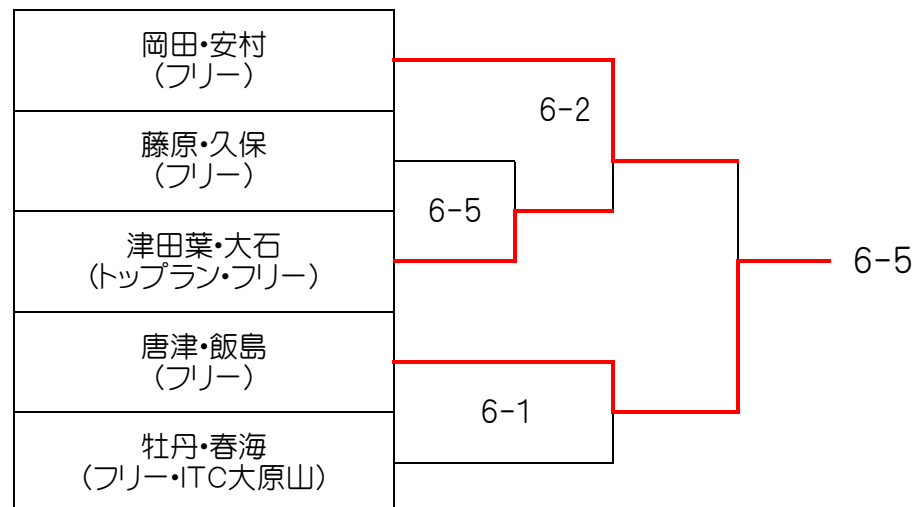 岡田・安村
(フリー)
6-2
藤原・久保
(フリー)
6-5
津田葉・大石
(トップラン・フリー)
6-5
唐津・飯島
(フリー)
6-1
牡丹・春海
(フリー・ITC大原山)